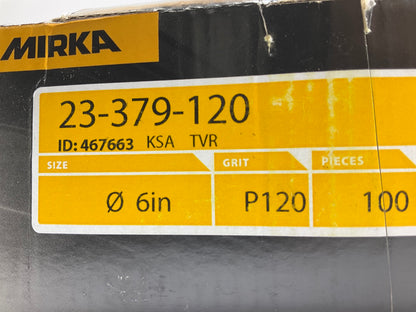 MIRKA
23-379-120
ID: 467663 KSA TVR
SIZE GRIT PIECES
Ø 6in P120 100